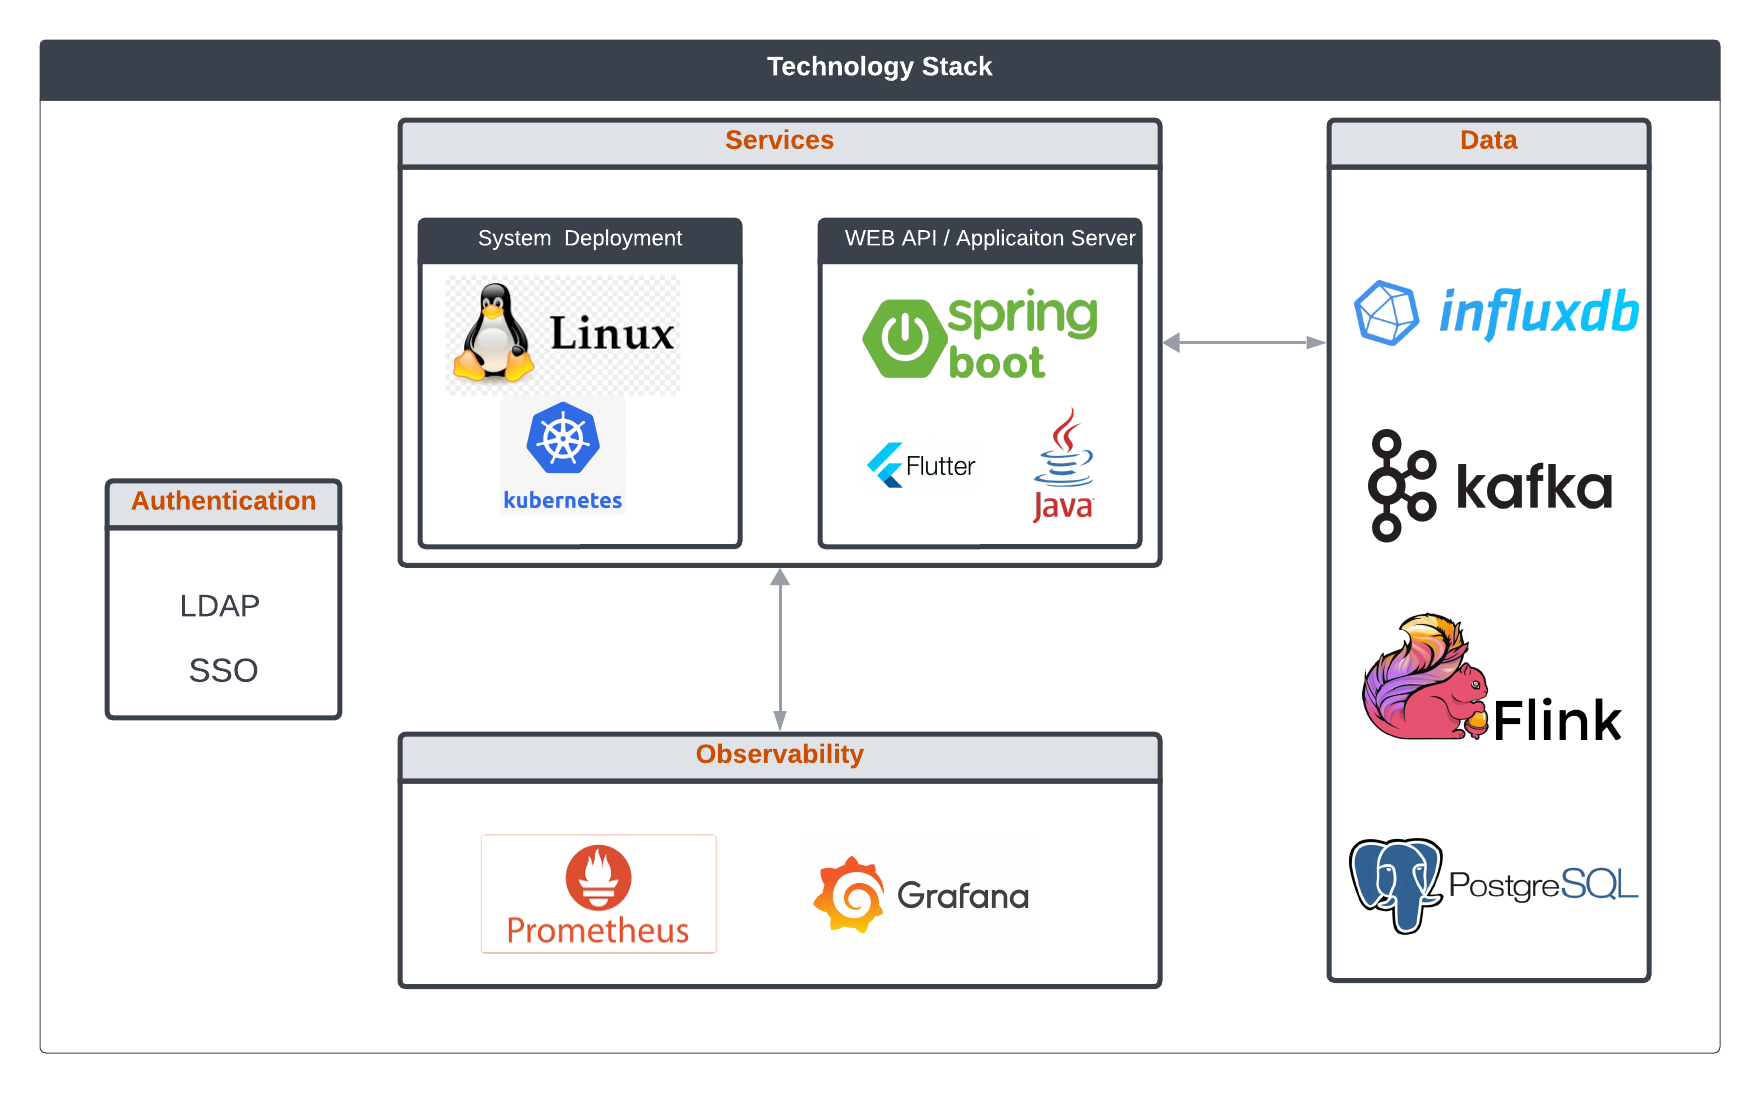 Technology Stack
Services
System  Deployment
Linux
kubernetes
WEB API / Applicaiton Server
spring
boot
Flutter
Java
Data
influxdb
kafka
Flink
PostgreSQL
Authentication
LDAP
SSO
Observability
Prometheus
Grafana